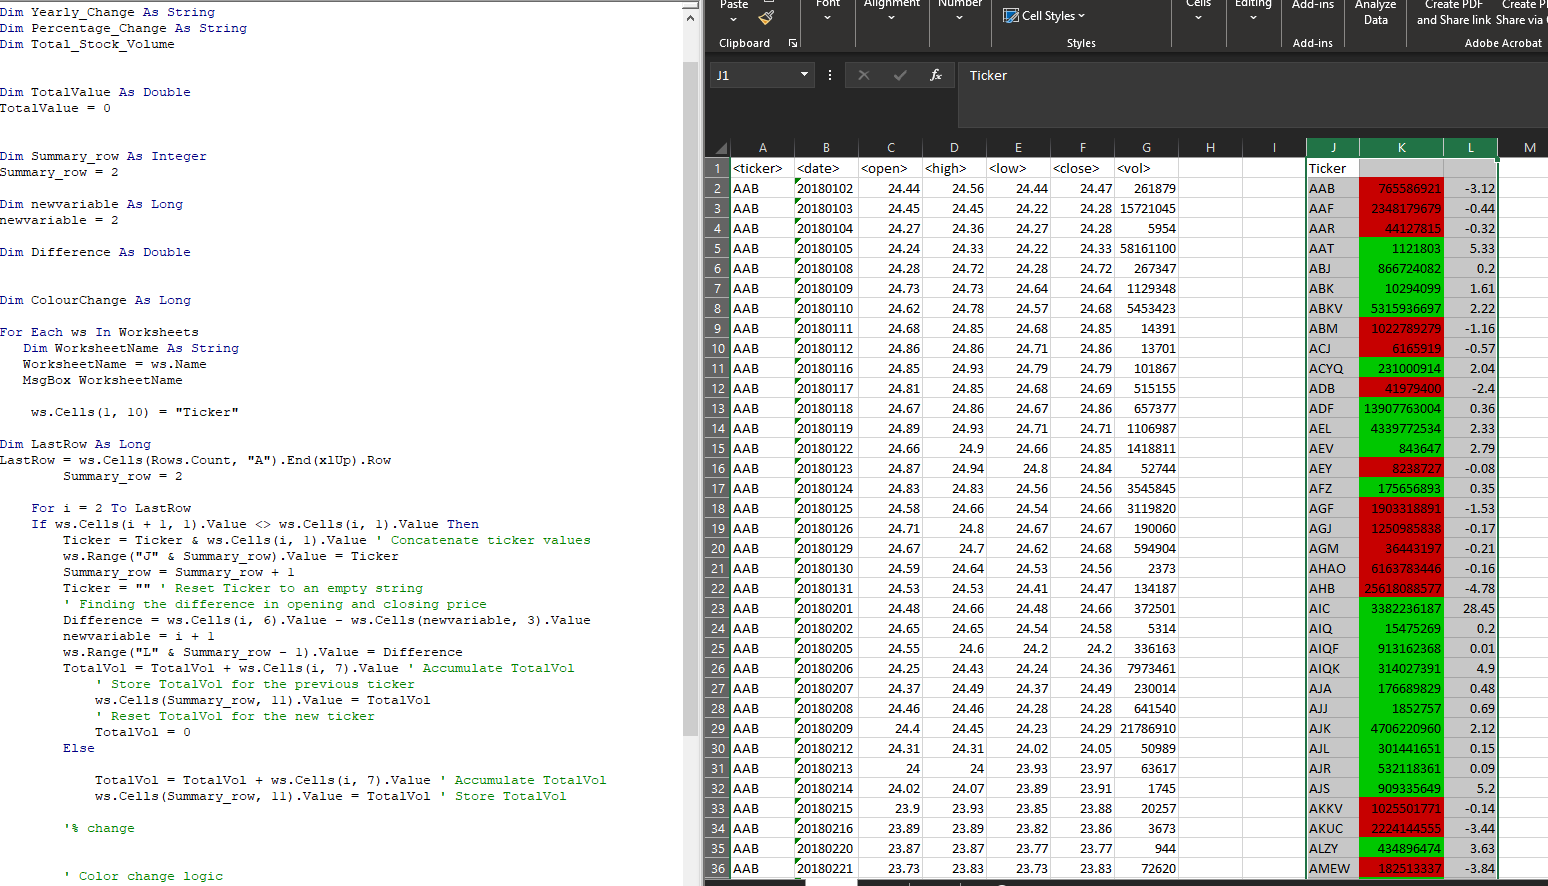 Dim Yearly_Change As String
Dim Percentage_Change As String
Dim Total_Stock_Volume
Dim TotalValue As Double
TotalValue = 0
Dim Summary_row As Integer
Summary_row = 2
Dim newvariable As Long
newvariable = 2
Dim Difference As Double
Dim ColourChange As Long
For Each ws In Worksheets
Dim WorksheetName As String
WorksheetName = ws.Name
MsgBox WorksheetName
ws.Cells(1, 10) = "Ticker"
Dim LastRow As Long
LastRow = ws.Cells(Rows.Count, "A").End(xlUp).Row
Summary_row = 2
For i = 2 To LastRow
If ws.Cells(i + 1, 1).Value <> ws.Cells(i, 1).Value Then
Ticker = Ticker & ws.Cells(i, 1).Value ' Concatenate ticker values
ws.Range("J" & Summary_row).Value = Ticker
Summary_row = Summary_row + 1
Ticker = "" ' Reset Ticker to an empty string
' Finding the difference in opening and closing price
Difference = ws.Cells(i, 6).Value - ws.Cells(newvariable, 3).Value
newvariable = i + 1
ws.Range("L" & Summary_row - 1).Value = Difference
TotalVol = TotalVol + ws.Cells(i, 7).Value ' Accumulate TotalVol
' Store TotalVol for the previous ticker
ws.Cells(Summary_row, 11).Value = TotalVol
' Reset TotalVol for the new ticker
TotalVol = 0
Else
TotalVol = TotalVol + ws.Cells(i, 7).Value ' Accumulate TotalVol
ws.Cells(Summary_row, 11).Value = TotalVol ' Store TotalVol
'% change
' Color change logic
Paste Font Alignment Number Cell Styles Cells Editing Add-ins Analyze Data Create PDF and Share link Create P Share via
Clipboard Styles Add-ins Adobe Acrobat
J1 fx Ticker
A B C D E F G H I J K L M
1 <ticker> <date> <open> <high> <low> <close> <vol> Ticker
2 AAB 20180102 24.44 24.56 24.44 24.47 261879 AAB 765586921 -3.12
3 AAB 20180103 24.45 24.45 24.22 24.28 15721045 AAF 2348179679 -0.44
4 AAB 20180104 24.27 24.36 24.27 24.28 5954 AAR 44127815 -0.32
5 AAB 20180105 24.24 24.33 24.22 24.33 58161100 AAT 1121803 5.33
6 AAB 20180108 24.28 24.72 24.28 24.72 267347 ABJ 866724082 0.2
7 AAB 20180109 24.73 24.73 24.64 24.64 1129348 ABK 10294099 1.61
8 AAB 20180110 24.62 24.78 24.57 24.68 5453423 ABKV 5315936697 2.22
9 AAB 20180111 24.68 24.85 24.68 24.85 14391 ABM 1022789279 -1.16
10 AAB 20180112 24.86 24.86 24.71 24.86 13701 ACJ 6165919 -0.57
11 AAB 20180116 24.85 24.93 24.79 24.79 101867 ACYQ 231000914 2.04
12 AAB 20180117 24.81 24.85 24.68 24.69 515155 ADB 41979400 -2.4
13 AAB 20180118 24.67 24.86 24.67 24.86 657377 ADF 13907763004 0.36
14 AAB 20180119 24.89 24.93 24.71 24.71 1106987 AEL 4339772534 2.33
15 AAB 20180122 24.66 24.9 24.66 24.85 1418811 AEV 843647 2.79
16 AAB 20180123 24.87 24.94 24.8 24.84 52744 AEY 8238727 -0.08
17 AAB 20180124 24.83 24.83 24.56 24.56 3545845 AFZ 175656893 0.35
18 AAB 20180125 24.58 24.66 24.54 24.66 3119820 AGF 1903318891 -1.53
19 AAB 20180126 24.71 24.8 24.67 24.67 190060 AGJ 1250985838 -0.17
20 AAB 20180129 24.67 24.7 24.62 24.68 594904 AGM 36443197 -0.21
21 AAB 20180130 24.59 24.64 24.53 24.56 2373 AHAO 6163783446 -0.16
22 AAB 20180131 24.53 24.53 24.41 24.47 134187 AHB 25618088577 -4.78
23 AAB 20180201 24.48 24.66 24.48 24.66 372501 AIC 3382236187 28.45
24 AAB 20180202 24.65 24.65 24.54 24.58 5314 AIQ 15475269 0.2
25 AAB 20180205 24.55 24.6 24.2 24.2 336163 AIQF 913162368 0.01
26 AAB 20180206 24.25 24.43 24.24 24.36 7973461 AIQK 314027391 4.9
27 AAB 20180207 24.37 24.49 24.37 24.49 230014 AJA 176689829 0.48
28 AAB 20180208 24.46 24.46 24.28 24.28 641540 AJJ 1852757 0.69
29 AAB 20180209 24.4 24.45 24.23 24.29 21786910 AJK 4706220960 2.12
30 AAB 20180212 24.31 24.31 24.02 24.05 50989 AJL 301441651 0.15
31 AAB 20180213 24 24 23.93 23.97 63617 AJR 532118361 0.09
32 AAB 20180214 24.02 24.07 23.89 23.91 1745 AJS 909335649 5.2
33 AAB 20180215 23.9 23.93 23.85 23.88 20257 AKKV 1025501771 -0.14
34 AAB 20180216 23.89 23.89 23.82 23.86 3673 AKUC 2224144555 -3.44
35 AAB 20180220 23.87 23.87 23.77 23.77 944 ALZY 434896474 3.63
36 AAB 20180221 23.73 23.83 23.73 23.83 72620 AMEW 182513337 -3.84